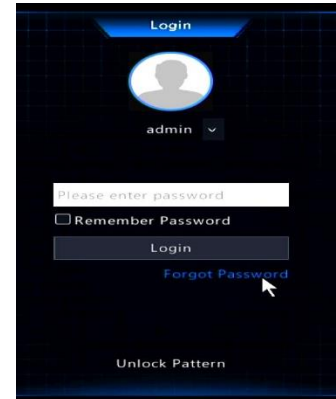 Login
admin
Please enter password
Remember Password
Login
Forgot Password
Unlock Pattern